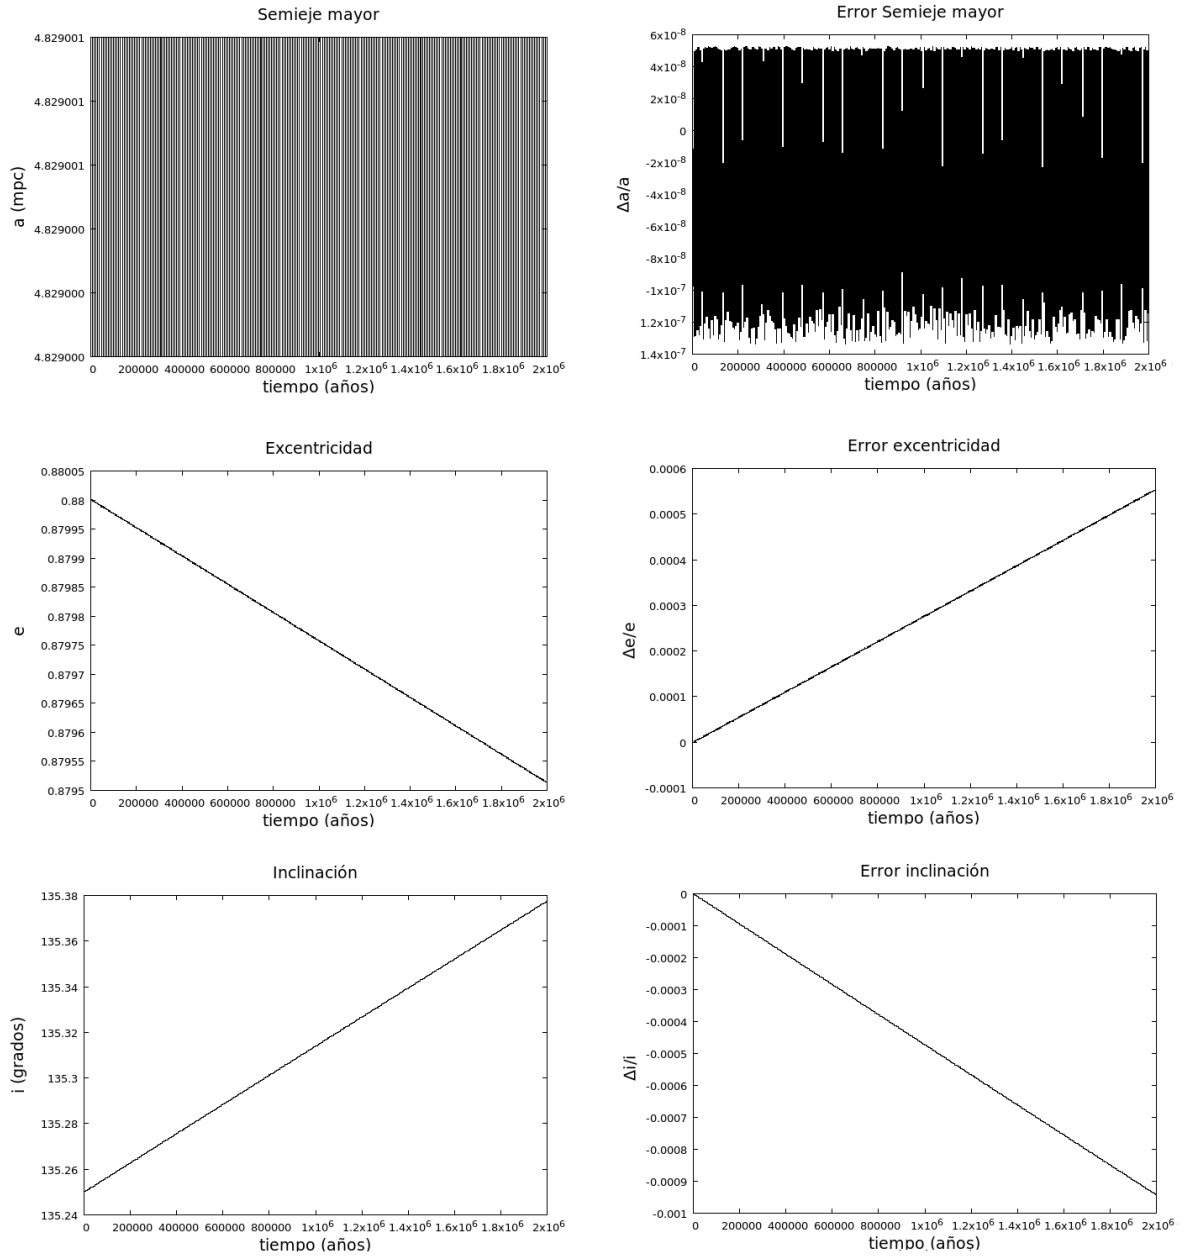 Semieje mayor
4.829001
4.829001
4.829001
4.829000
4.829000
4.829000
a (mpc)
0 200000 400000 600000 800000 1x10⁶ 1.2x10⁶ 1.4x10⁶ 1.6x10⁶ 1.8x10⁶ 2x10⁶
tiempo (años)
Error Semieje mayor
6x10⁻⁸
4x10⁻⁸
2x10⁻⁸
0
-2x10⁻⁸
-4x10⁻⁸
-6x10⁻⁸
-8x10⁻⁸
-1x10⁻⁷
1.2x10⁻⁷
1.4x10⁻⁷
Δa/a
0 200000 400000 600000 800000 1x10⁶ 1.2x10⁶ 1.4x10⁶ 1.6x10⁶ 1.8x10⁶ 2x10⁶
tiempo (años)
Excentricidad
0.88005
0.88
0.87995
0.8799
0.87985
0.8798
0.87975
0.8797
0.87965
0.8796
0.87955
0.8795
e
0 200000 400000 600000 800000 1x10⁶ 1.2x10⁶ 1.4x10⁶ 1.6x10⁶ 1.8x10⁶ 2x10⁶
tiempo (años)
Error excentricidad
0.0006
0.0005
0.0004
0.0003
0.0002
0.0001
0
-0.0001
Δe/e
0 200000 400000 600000 800000 1x10⁶ 1.2x10⁶ 1.4x10⁶ 1.6x10⁶ 1.8x10⁶ 2x10⁶
tiempo (años)
Inclinación
135.38
135.36
135.34
135.32
135.3
135.28
135.26
135.24
i (grados)
0 200000 400000 600000 800000 1x10⁶ 1.2x10⁶ 1.4x10⁶ 1.6x10⁶ 1.8x10⁶ 2x10⁶
tiempo (años)
Error inclinación
0
-0.0001
-0.0002
-0.0003
-0.0004
-0.0005
-0.0006
-0.0007
-0.0008
-0.0009
-0.001
Δi/i
0 200000 400000 600000 800000 1x10⁶ 1.2x10⁶ 1.4x10⁶ 1.6x10⁶ 1.8x10⁶ 2x10⁶
tiempo (años)